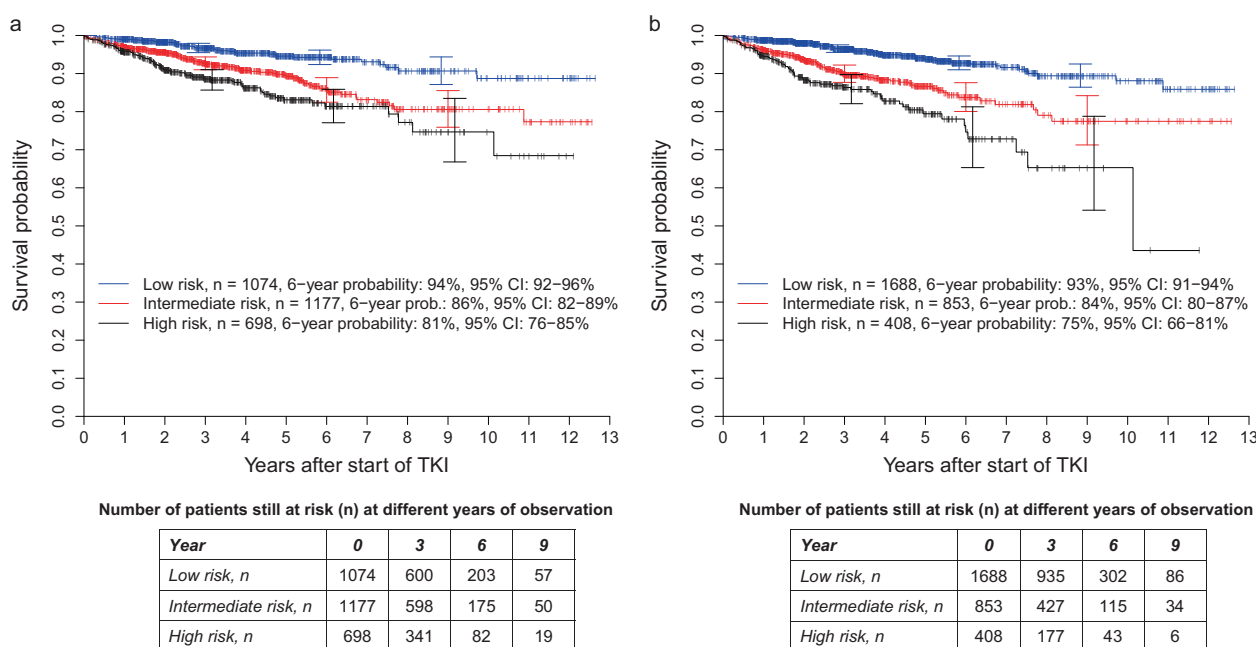 a
Survival probability
1.0
0.9
0.8
0.7
0.6
0.5
0.4
0.3
0.2
0.1
0.0
Low risk, n = 1074, 6−year probability: 94%, 95% CI: 92−96%
Intermediate risk, n = 1177, 6−year prob.: 86%, 95% CI: 82−89%
High risk, n = 698, 6−year probability: 81%, 95% CI: 76−85%
0 1 2 3 4 5 6 7 8 9 10 11 12 13
Years after start of TKI
Number of patients still at risk (n) at different years of observation
Year 0 3 6 9
Low risk, n 1074 600 203 57
Intermediate risk, n 1177 598 175 50
High risk, n 698 341 82 19
b
Survival probability
1.0
0.9
0.8
0.7
0.6
0.5
0.4
0.3
0.2
0.1
0.0
Low risk, n = 1688, 6−year probability: 93%, 95% CI: 91−94%
Intermediate risk, n = 853, 6−year prob.: 84%, 95% CI: 80−87%
High risk, n = 408, 6−year probability: 75%, 95% CI: 66−81%
0 1 2 3 4 5 6 7 8 9 10 11 12 13
Years after start of TKI
Number of patients still at risk (n) at different years of observation
Year 0 3 6 9
Low risk, n 1688 935 302 86
Intermediate risk, n 853 427 115 34
High risk, n 408 177 43 6